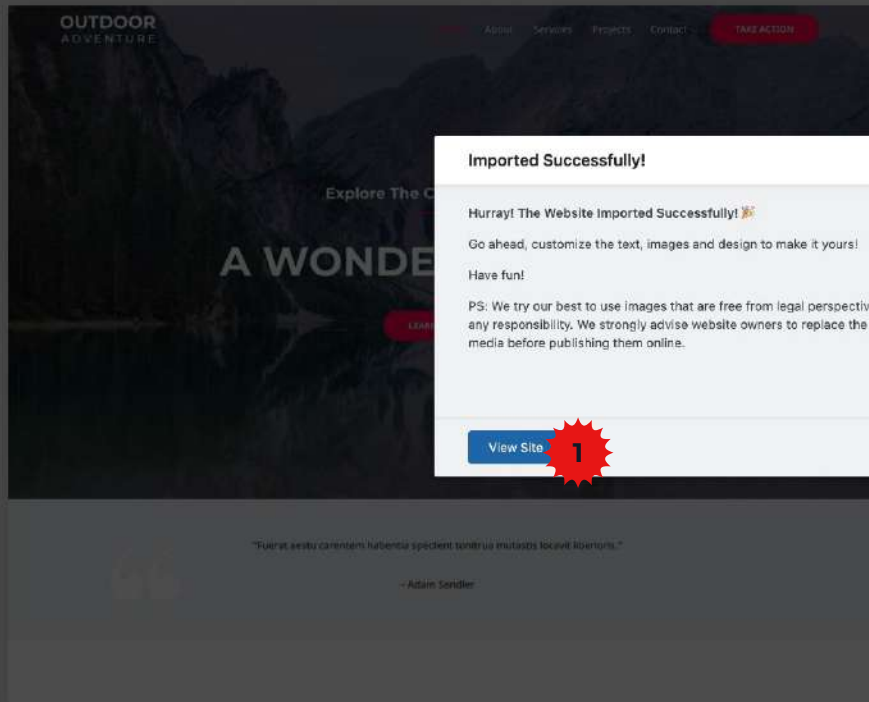 OUTDOOR
ADVENTURE
About Services Projects Contact TAKE ACTION
Explore The C
A WONDE
LEAR
Imported Successfully!
Hurray! The Website Imported Successfully! 🎉
Go ahead, customize the text, images and design to make it yours!
Have fun!
PS: We try our best to use images that are free from legal perspectiv
any responsibility. We strongly advise website owners to replace the
media before publishing them online.
View Site
1
"Fuerat aestu carentem habentia spectent tonitrua mutastis locavit liberioris."
- Adam Sendler